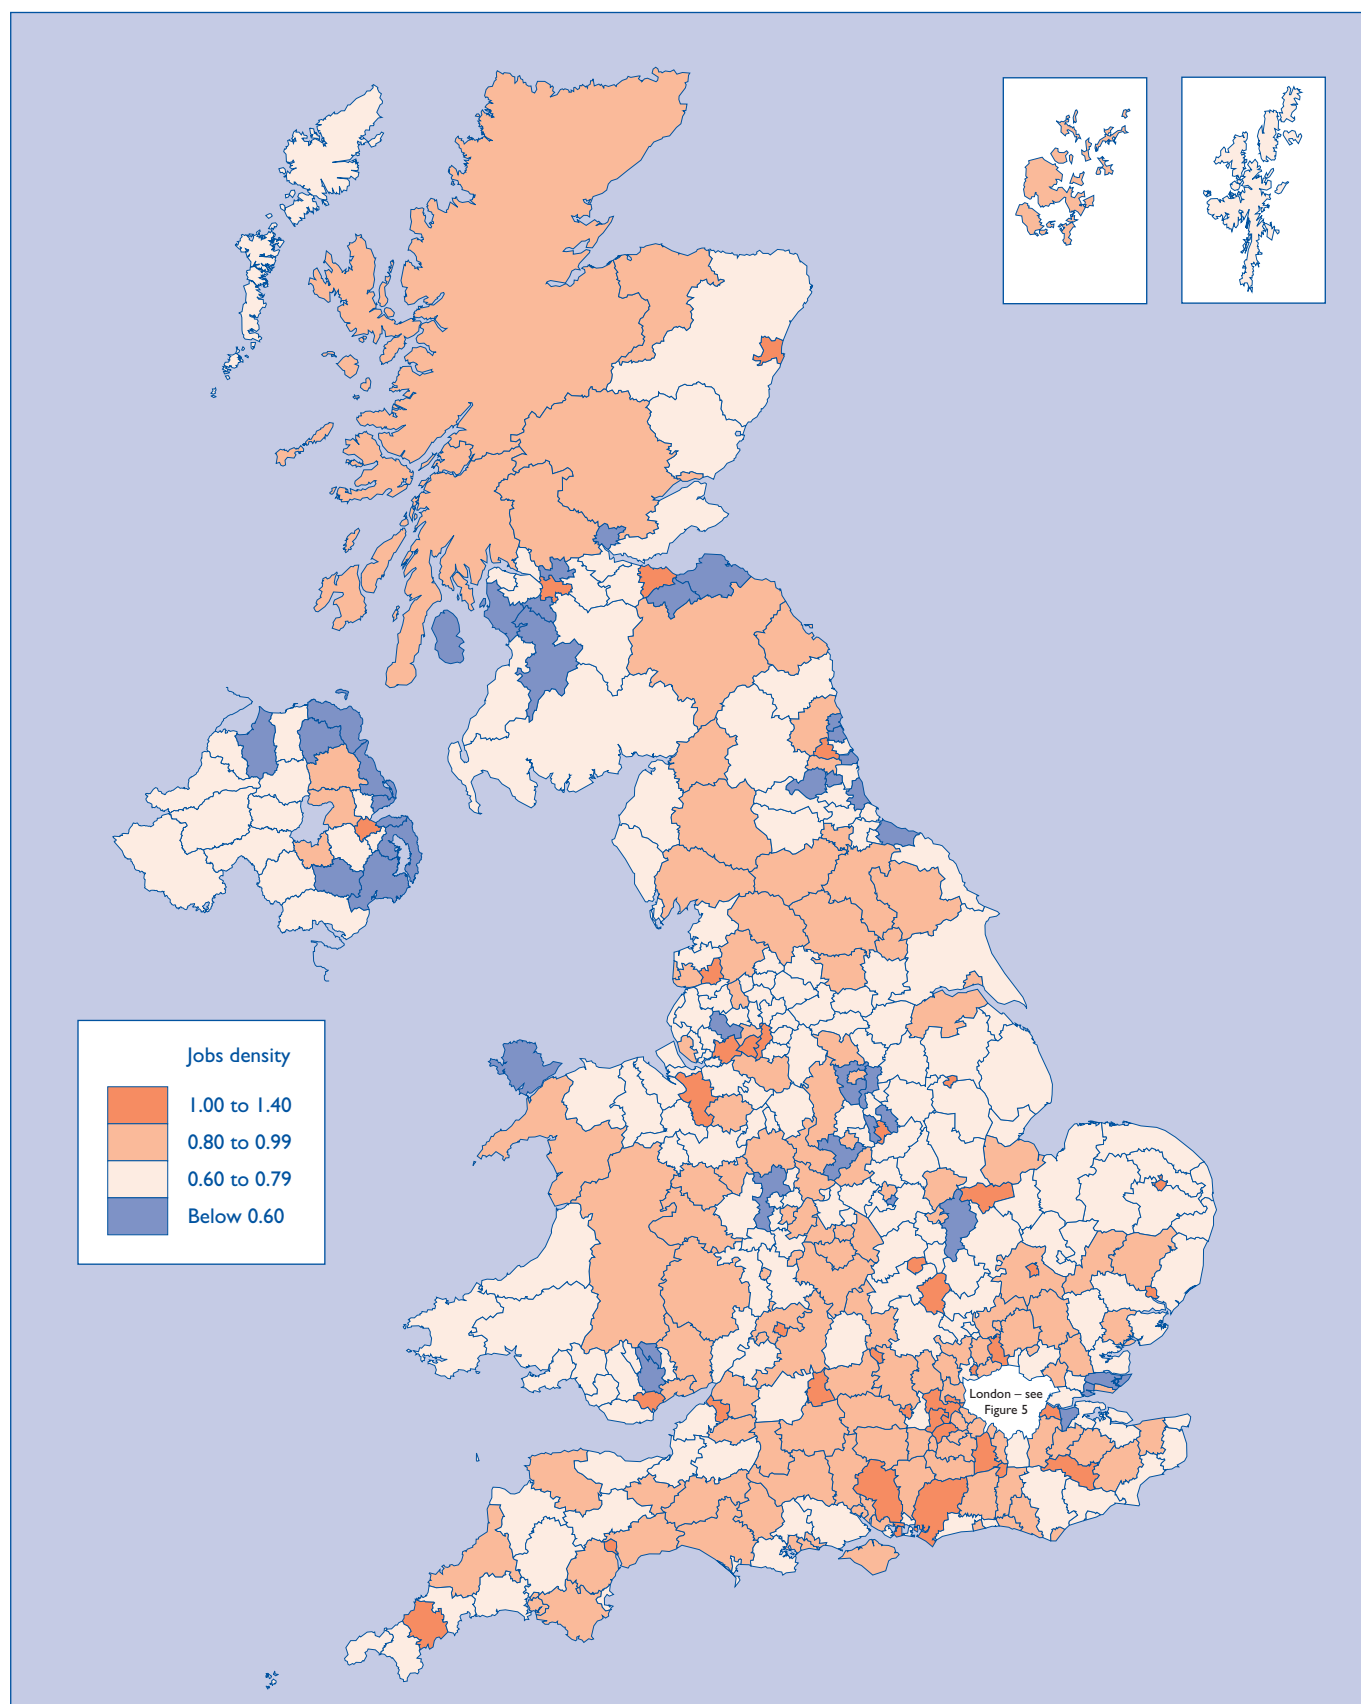 London – see
Figure 5
Jobs density
1.00 to 1.40
0.80 to 0.99
0.60 to 0.79
Below 0.60